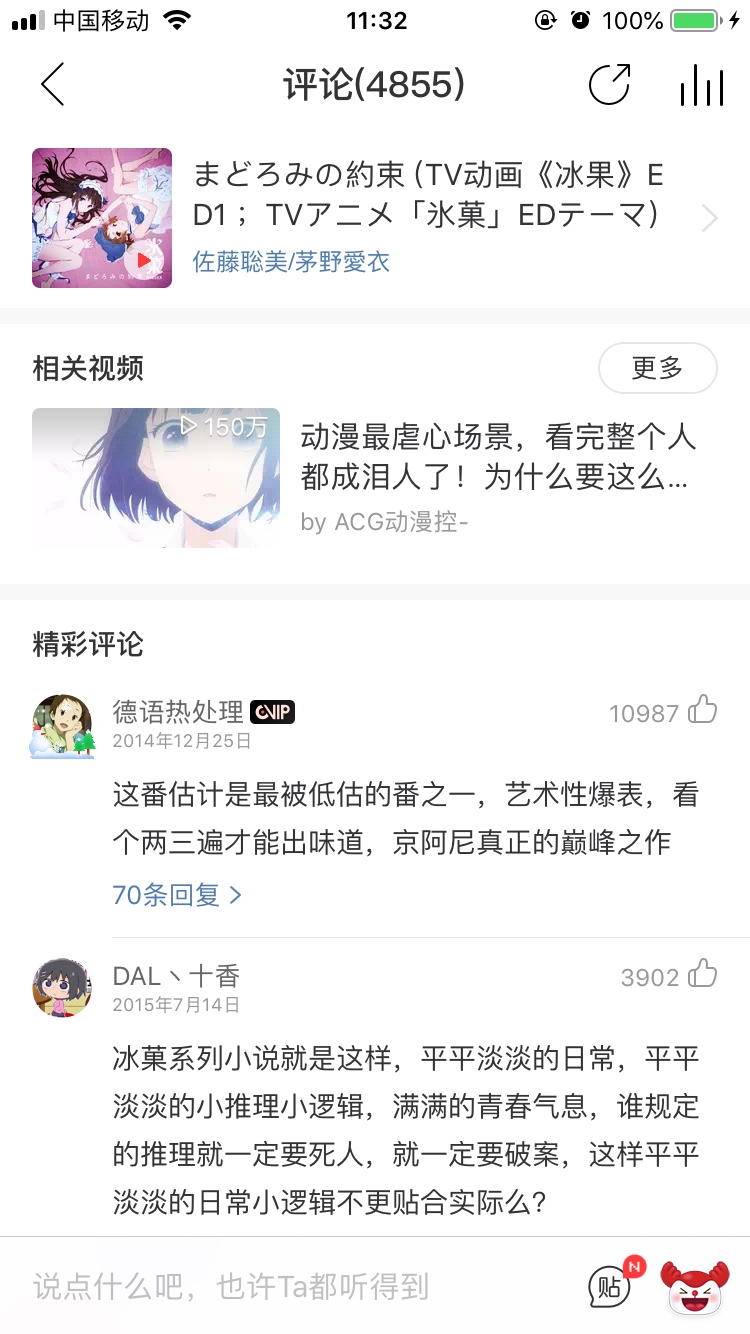 中国移动 11:32 100%
评论(4855)
まどろみの約束 (TV动画《冰果》E
D1； TVアニメ「氷菓」EDテーマ)
佐藤聡美/茅野愛衣
氷菓
まどろみの約束
相关视频 更多
150万
动漫最虐心场景，看完整个人
都成泪人了！为什么要这么...
by ACG动漫控-
精彩评论
德语热处理 VIP 10987
2014年12月25日
这番估计是最被低估的番之一，艺术性爆表，看
个两三遍才能出味道，京阿尼真正的巅峰之作
70条回复
DAL丶十香 3902
2015年7月14日
冰菓系列小说就是这样，平平淡淡的日常，平平
淡淡的小推理小逻辑，满满的青春气息，谁规定
的推理就一定要死人，就一定要破案，这样平平
淡淡的日常小逻辑不更贴合实际么？
说点什么吧，也许Ta都听得到 贴 N